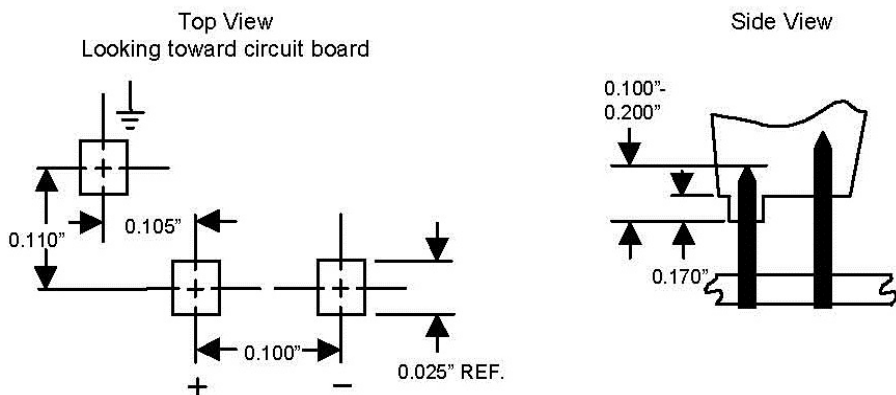 Top View
Looking toward circuit board
0.110”
0.105”
0.100”
0.025” REF.
+
−
Side View
0.100”-
0.200”
0.170”